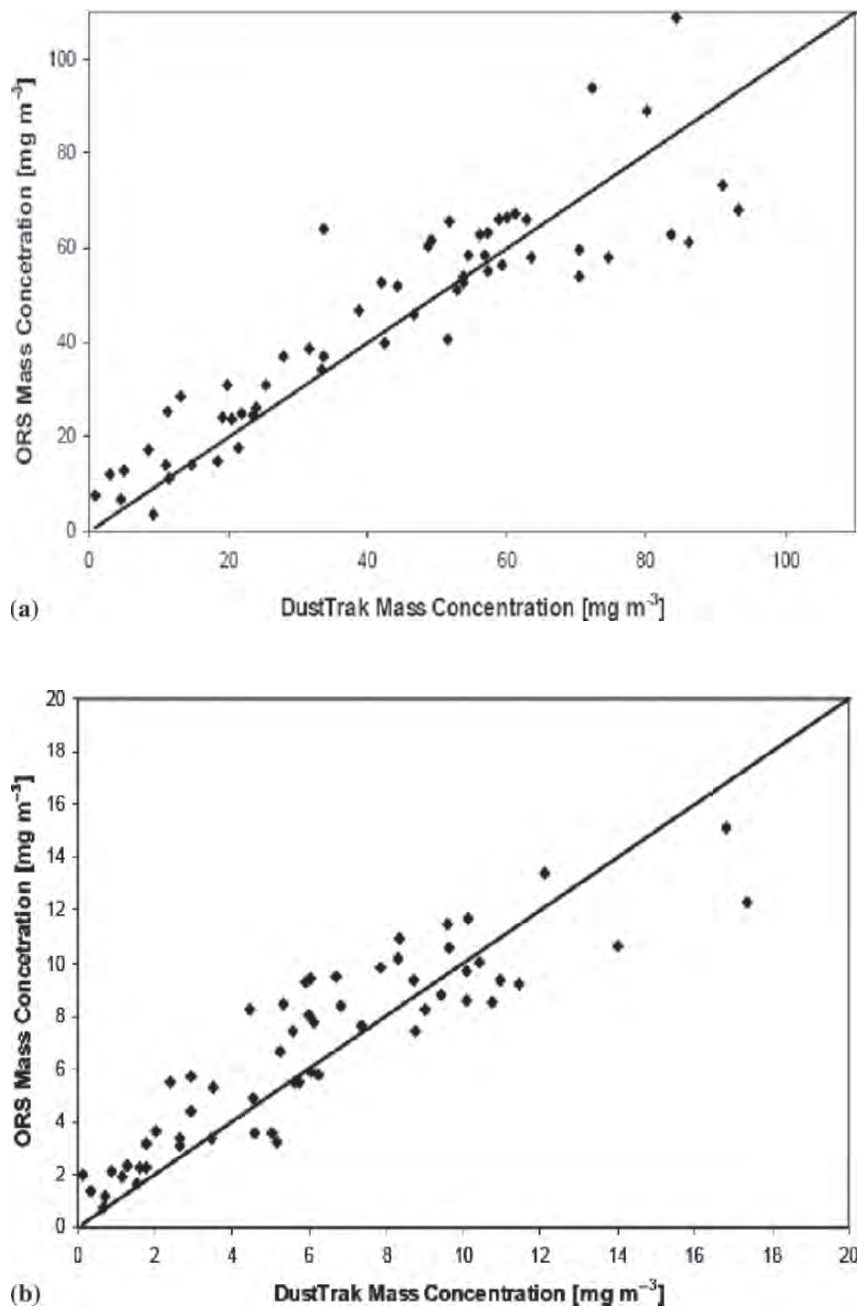 ORS Mass Concetration [mg m⁻³]
100
80
60
40
20
0
0 20 40 60 80 100
(a) DustTrak Mass Concentration [mg m⁻³]
ORS Mass Concetration [mg m⁻³]
20
18
16
14
12
10
8
6
4
2
0
0 2 4 6 8 10 12 14 16 18 20
(b) DustTrak Mass Concentration [mg m⁻³]